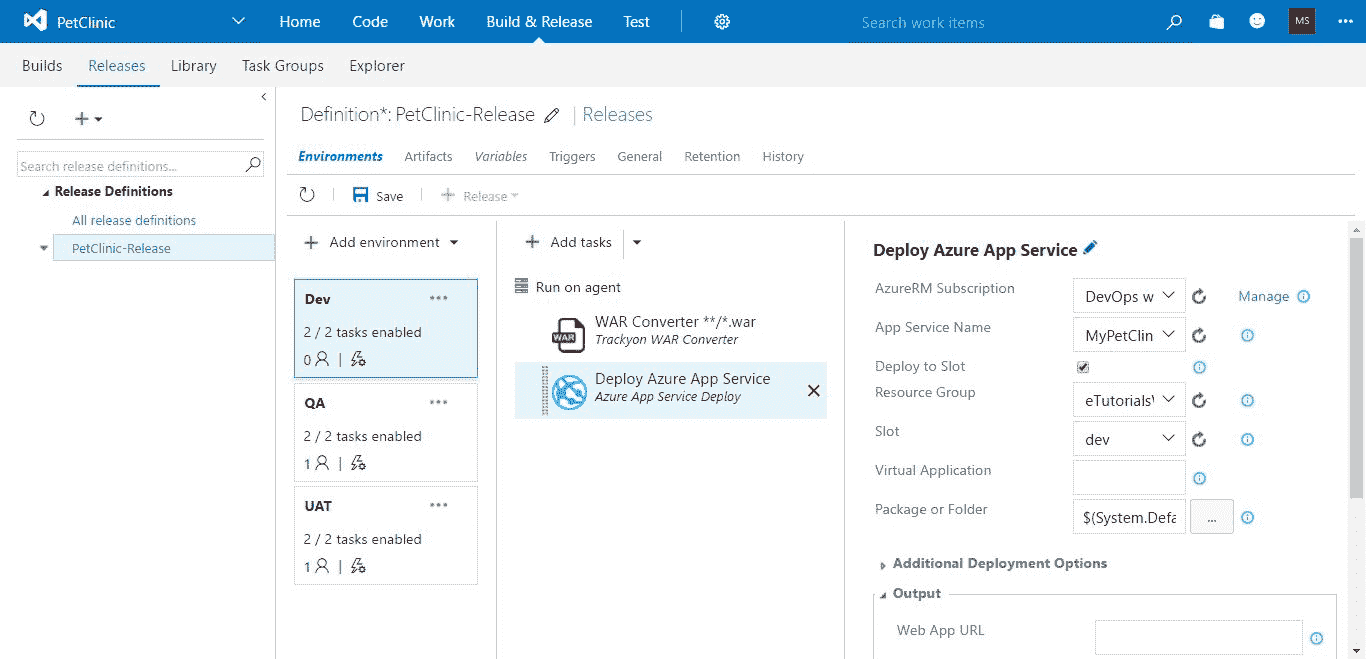 PetClinic Home Code Work Build & Release Test Search work items MS
Builds Releases Library Task Groups Explorer
Search release definitions...
Release Definitions
All release definitions
PetClinic-Release
Definition*: PetClinic-Release | Releases
Environments Artifacts Variables Triggers General Retention History
Save Release
Add environment
Dev
2 / 2 tasks enabled
0 |
QA
2 / 2 tasks enabled
1 |
UAT
2 / 2 tasks enabled
1 |
Add tasks
Run on agent
WAR
WAR Converter **/*.war
Trackyon WAR Converter
Deploy Azure App Service
Azure App Service Deploy
Deploy Azure App Service
AzureRM Subscription DevOps w Manage
App Service Name MyPetClin
Deploy to Slot
Resource Group eTutorials
Slot dev
Virtual Application
Package or Folder $(System.Defa ...
Additional Deployment Options
Output
Web App URL